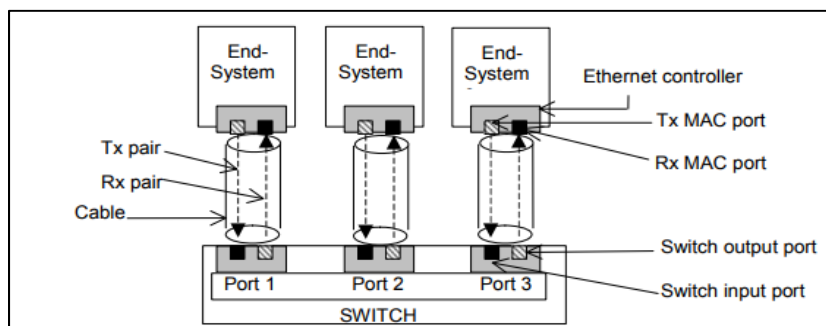 End-
System
End-
System
End-
System
Ethernet controller
Tx MAC port
Rx MAC port
Tx pair
Rx pair
Cable
Switch output port
Switch input port
Port 1
Port 2
Port 3
SWITCH